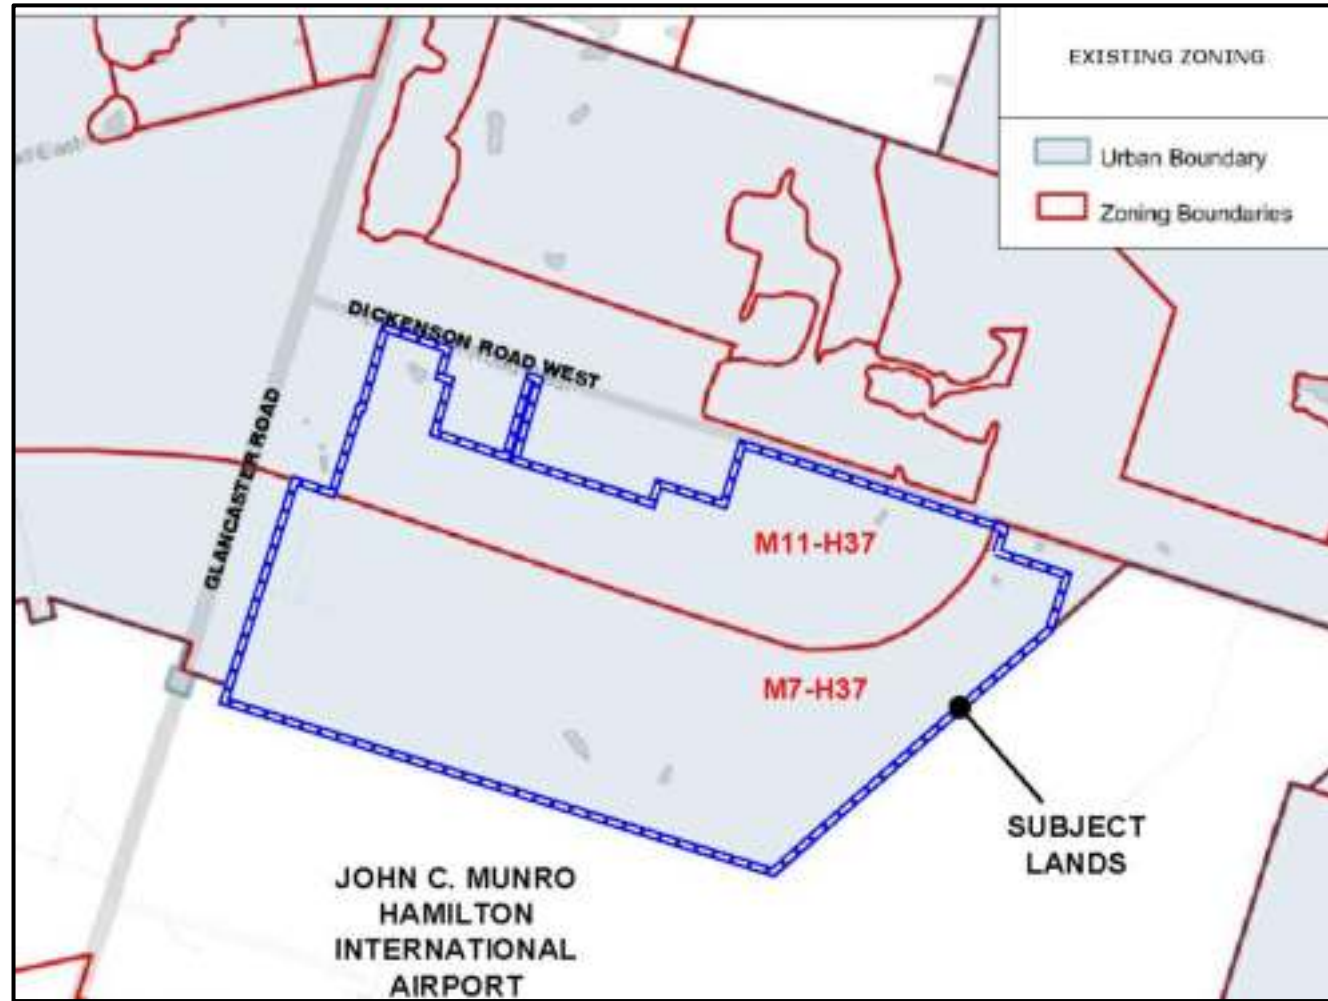 EXISTING ZONING
Urban Boundary
Zoning Boundaries
DICKENSON ROAD WEST
GLANCASTER ROAD
M11-H37
M7-H37
SUBJECT
LANDS
JOHN C. MUNRO
HAMILTON
INTERNATIONAL
AIRPORT